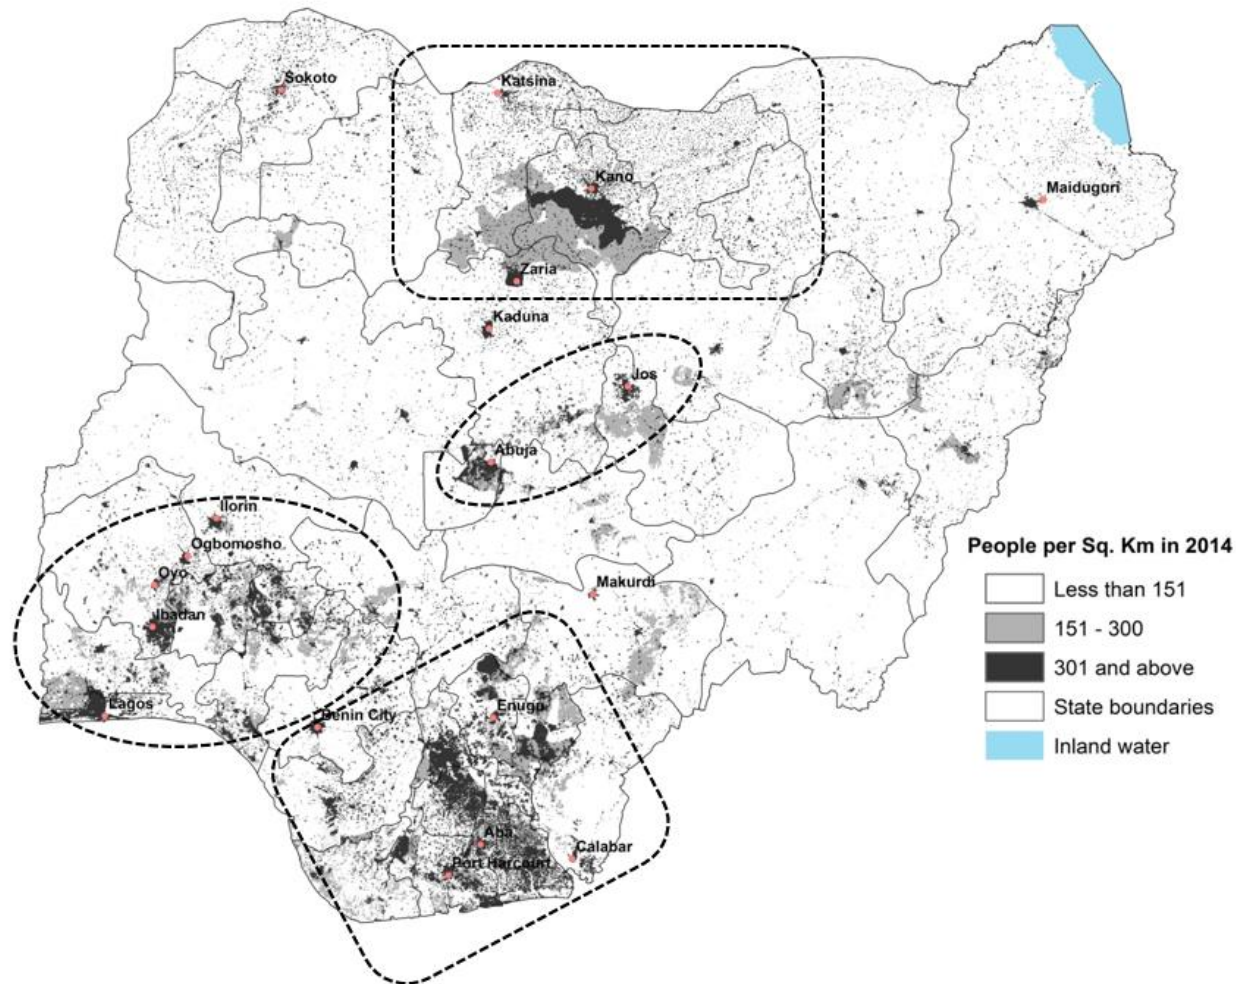 Sokoto
Katsina
Kano
Maiduguri
Zaria
Kaduna
Jos
Abuja
Ilorin
Ogbomosho
People per Sq. Km in 2014
Oyo
Makurdi
Less than 151
Ibadan
151 - 300
301 and above
Lagos
Enugu
State boundaries
Benin City
Inland water
Aba
Calabar
Port Harcourt